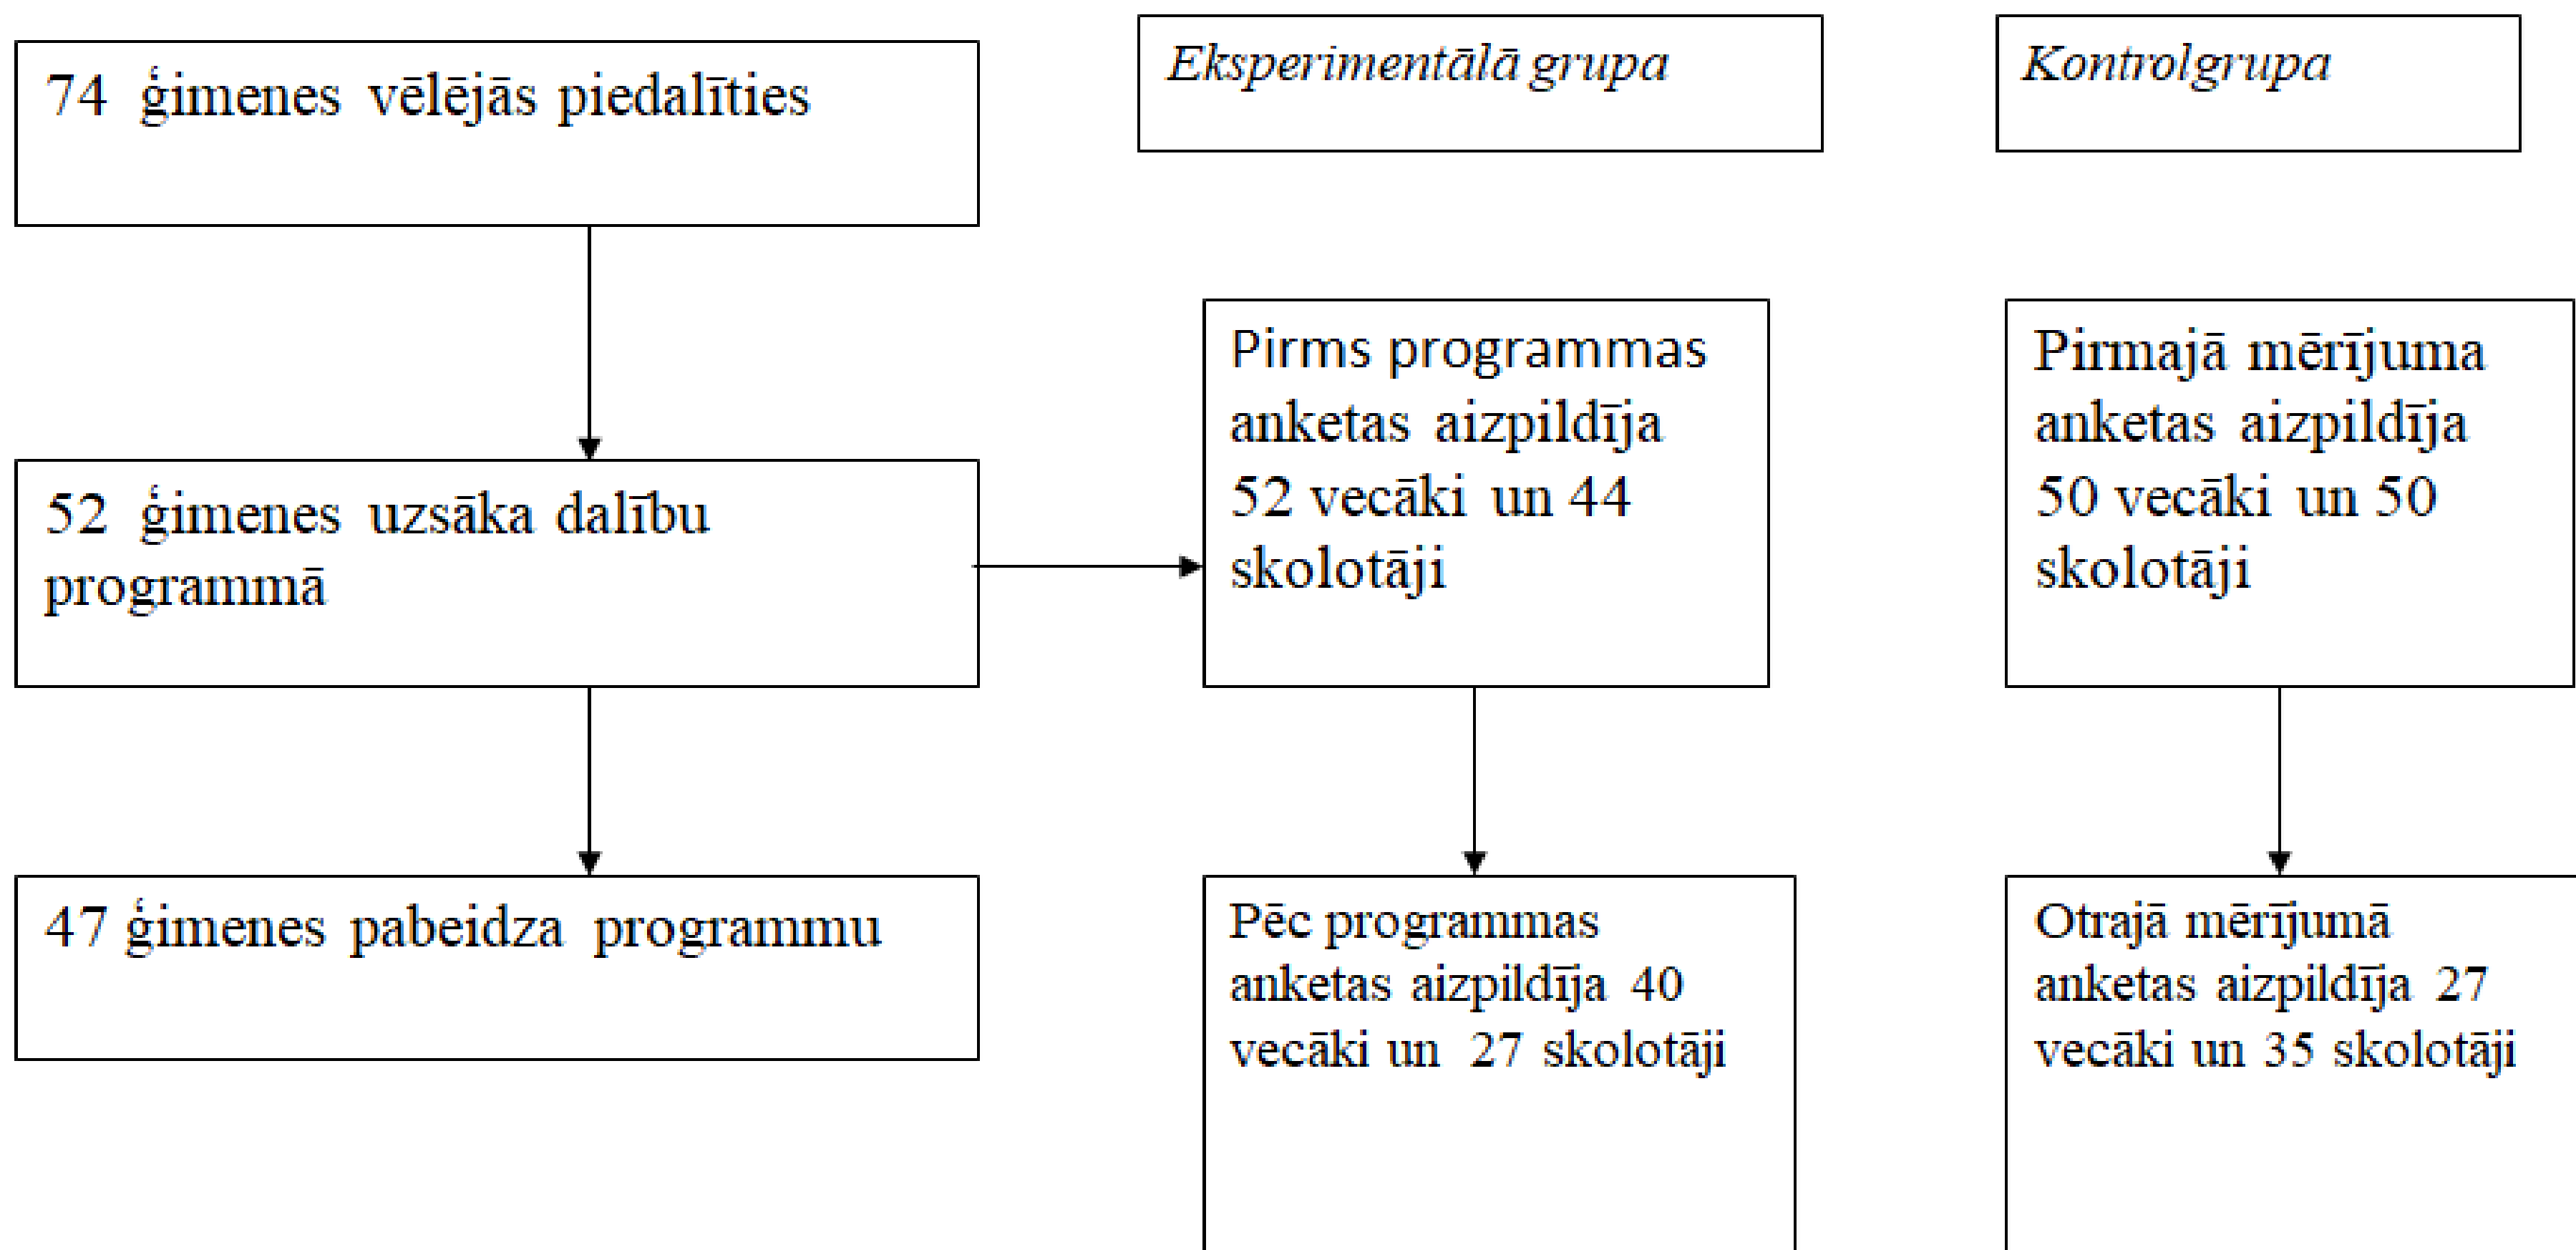 74 ģimenes vēlējās piedalīties
Eksperimentālā grupa
Kontrolgrupa
52 ģimenes uzsāka dalību
programmā
Pirms programmas
anketas aizpildīja
52 vecāki un 44
skolotāji
Pirmajā mērījuma
anketas aizpildīja
50 vecāki un 50
skolotāji
47 ģimenes pabeidza programmu
Pēc programmas
anketas aizpildīja 40
vecāki un 27 skolotāji
Otrajā mērījumā
anketas aizpildīja 27
vecāki un 35 skolotāji